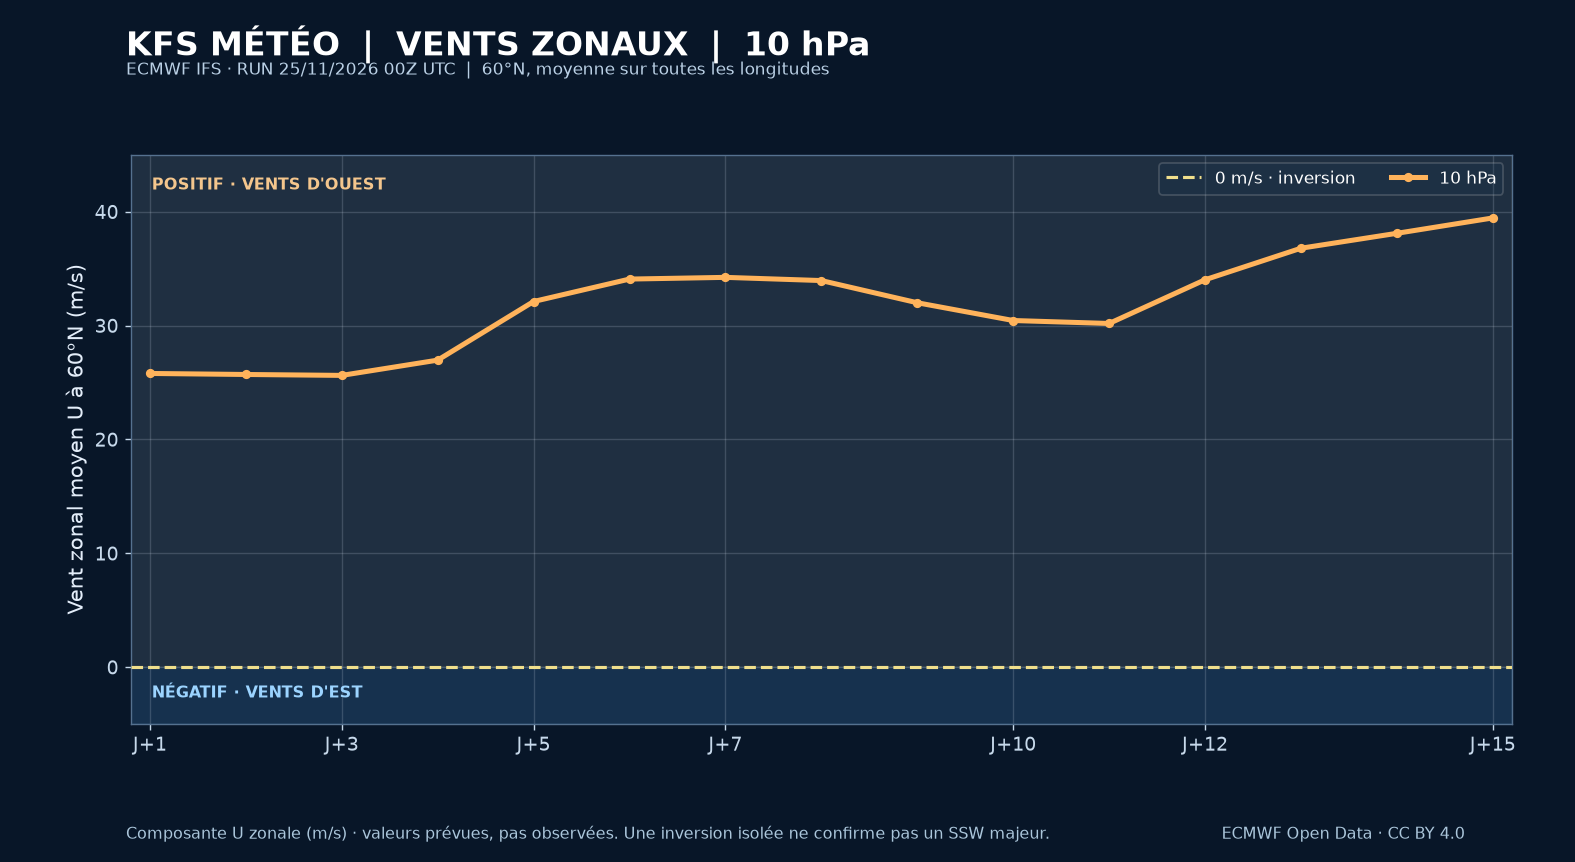 KFS MÉTÉO | VENTS ZONAUX | 10 hPa
ECMWF IFS · RUN 25/11/2026 00Z UTC | 60°N, moyenne sur toutes les longitudes
POSITIF · VENTS D'OUEST
0 m/s · inversion
10 hPa
Vent zonal moyen U à 60°N (m/s)
40
30
20
10
0
NÉGATIF · VENTS D'EST
J+1 J+3 J+5 J+7 J+10 J+12 J+15
Composante U zonale (m/s) · valeurs prévues, pas observées. Une inversion isolée ne confirme pas un SSW majeur.
ECMWF Open Data · CC BY 4.0